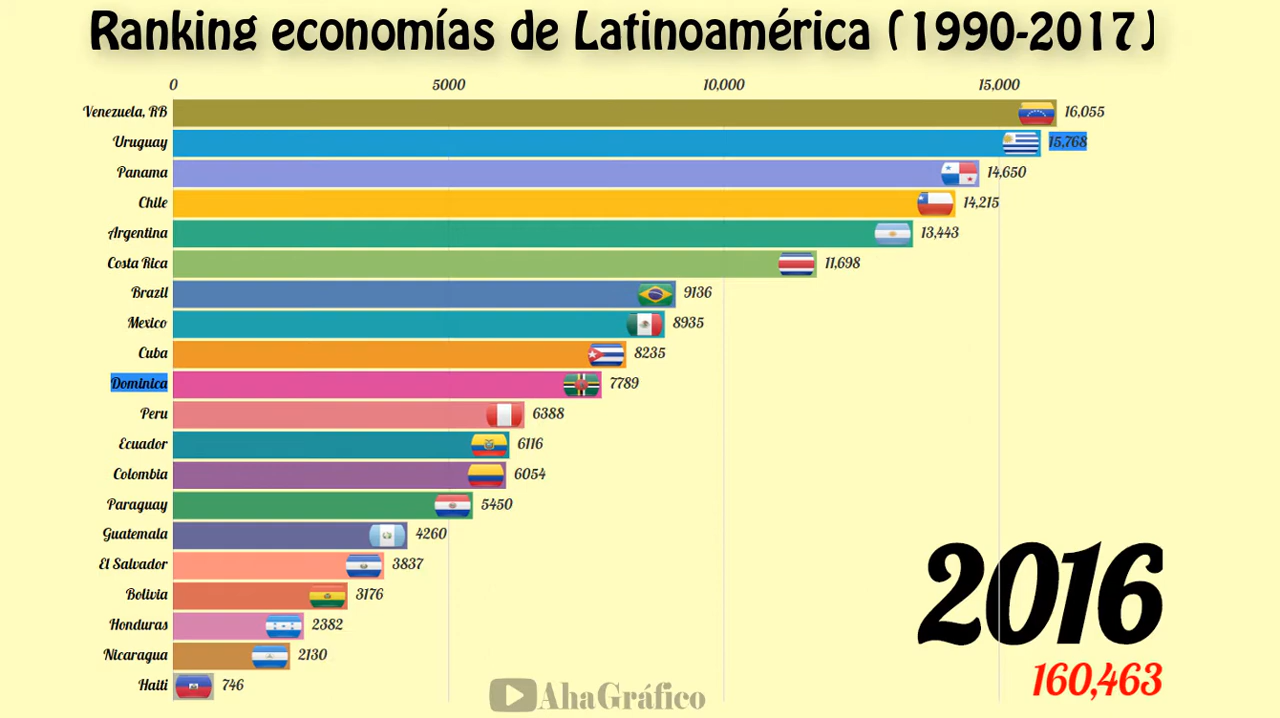 Ranking economías de Latinoamérica (1990-2017)
0 5000 10,000 15,000
Venezuela, RB 16,055
Uruguay 15,768
Panama 14,650
Chile 14,215
Argentina 13,443
Costa Rica 11,698
Brazil 9136
Mexico 8935
Cuba 8235
Dominica 7789
Peru 6388
Ecuador 6116
Colombia 6054
Paraguay 5450
Guatemala 4260
El Salvador 3837
Bolivia 3176
Honduras 2382
Nicaragua 2130
Haiti 746
2016
160,463
AhaGráfico